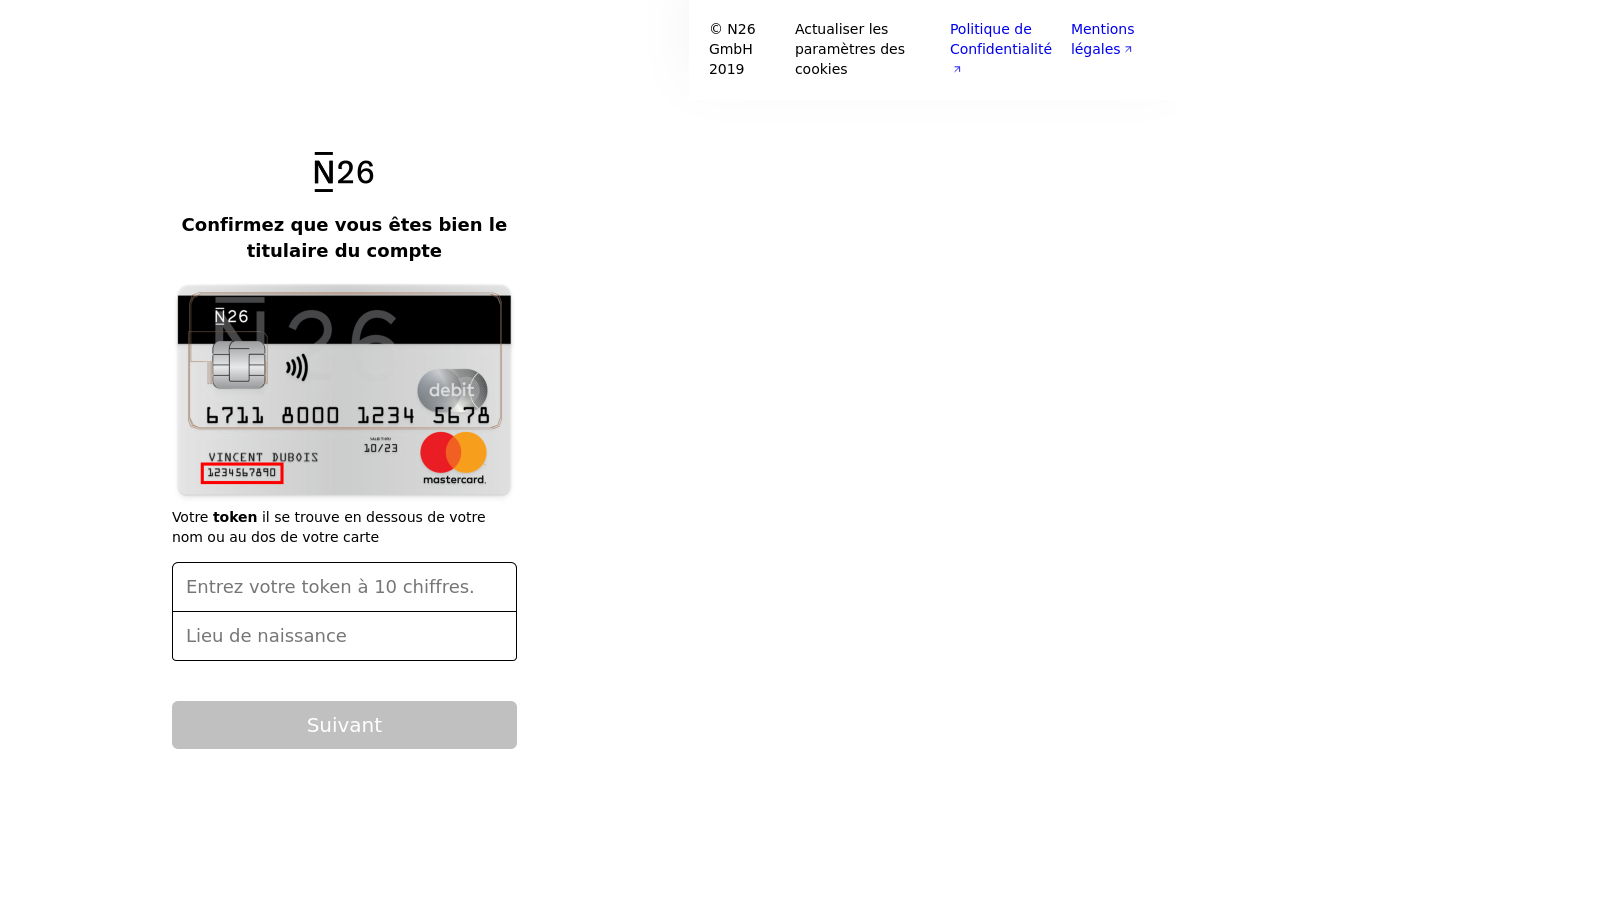 © N26
GmbH
2019
Actualiser les
paramètres des
cookies
Politique de
Confidentialité
Mentions
légales
N26
Confirmez que vous êtes bien le
titulaire du compte
N26
N26
debit
6711 8000 1234 5678
VALID THRU
10/23
VINCENT DUBOIS
1234567890
mastercard.
Votre token il se trouve en dessous de votre
nom ou au dos de votre carte
Entrez votre token à 10 chiffres.
Lieu de naissance
Suivant